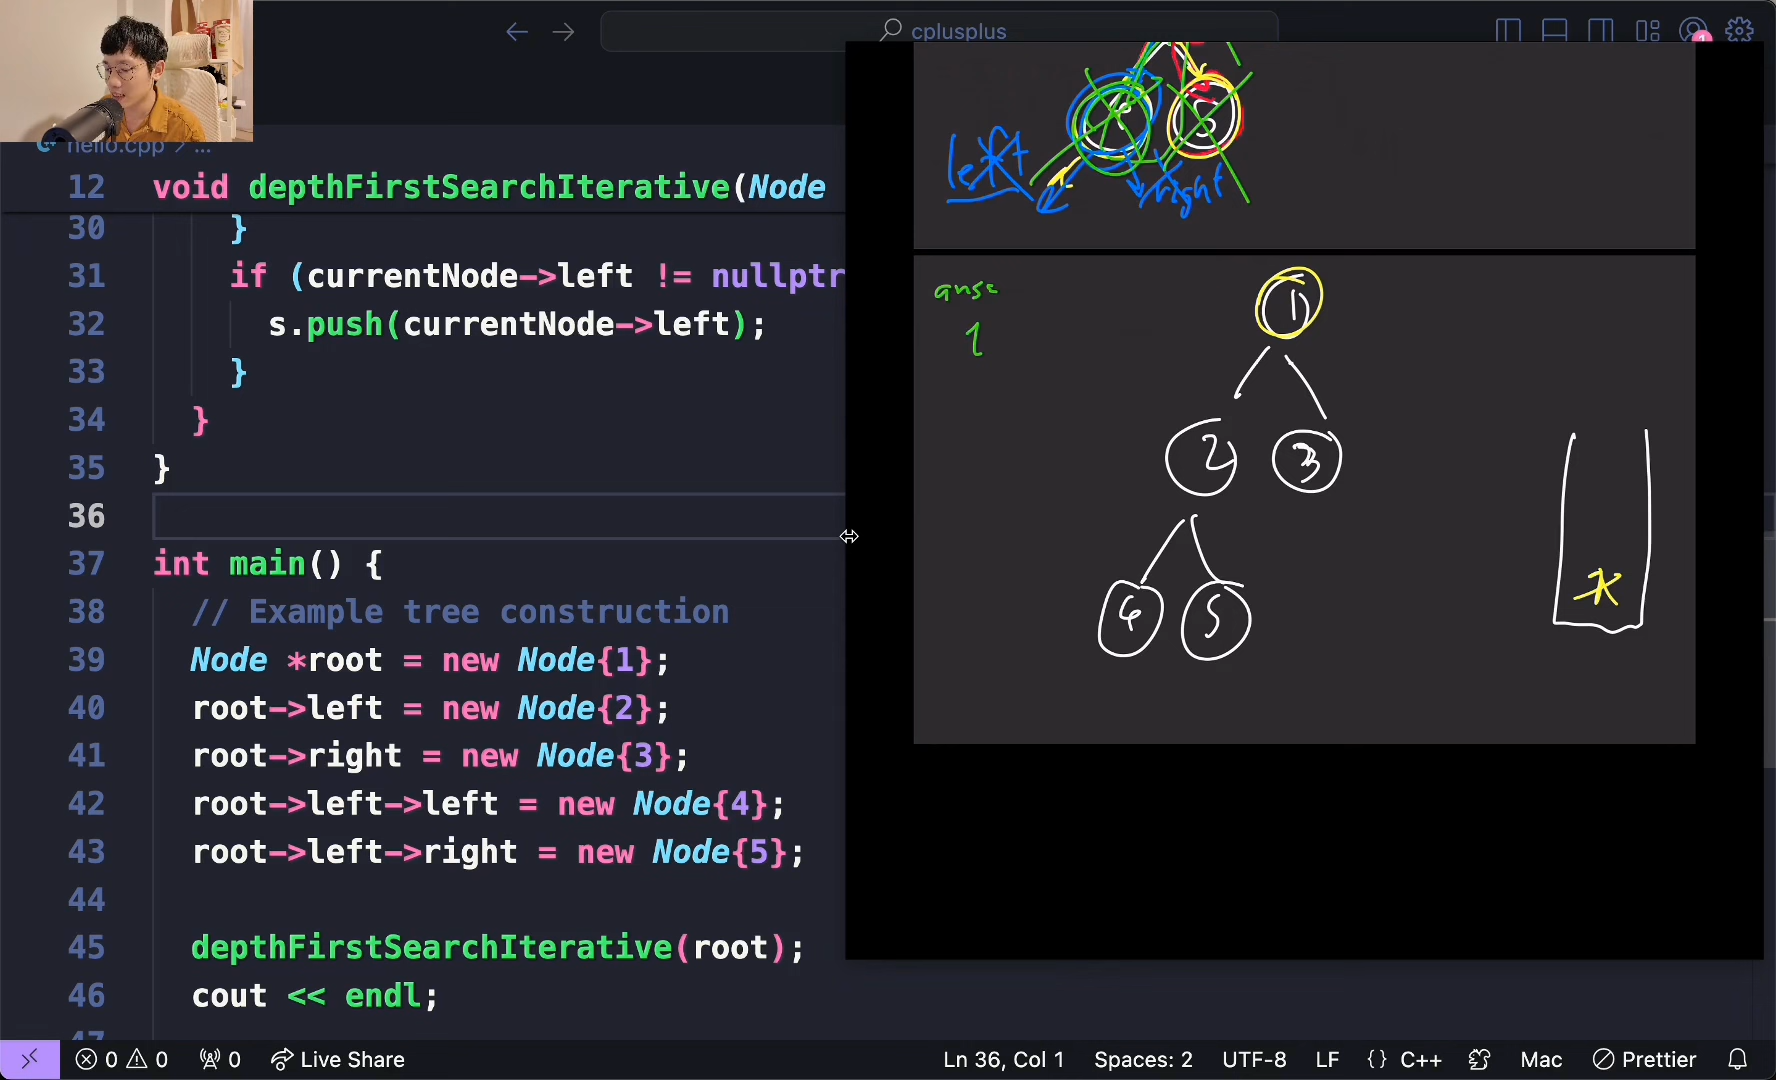 cplusplus
hello.cpp > ...
12 void depthFirstSearchIterative(Node
30 }
31 if (currentNode->left != nullptr
32 s.push(currentNode->left);
33 }
34 }
35 }
36
37 int main() {
38 // Example tree construction
39 Node *root = new Node{1};
40 root->left = new Node{2};
41 root->right = new Node{3};
42 root->left->left = new Node{4};
43 root->left->right = new Node{5};
44
45 depthFirstSearchIterative(root);
46 cout << endl;
left
right
5
1
1
2 3
4 5
0 0 0 Live Share Ln 36, Col 1 Spaces: 2 UTF-8 LF {} C++ Mac Prettier